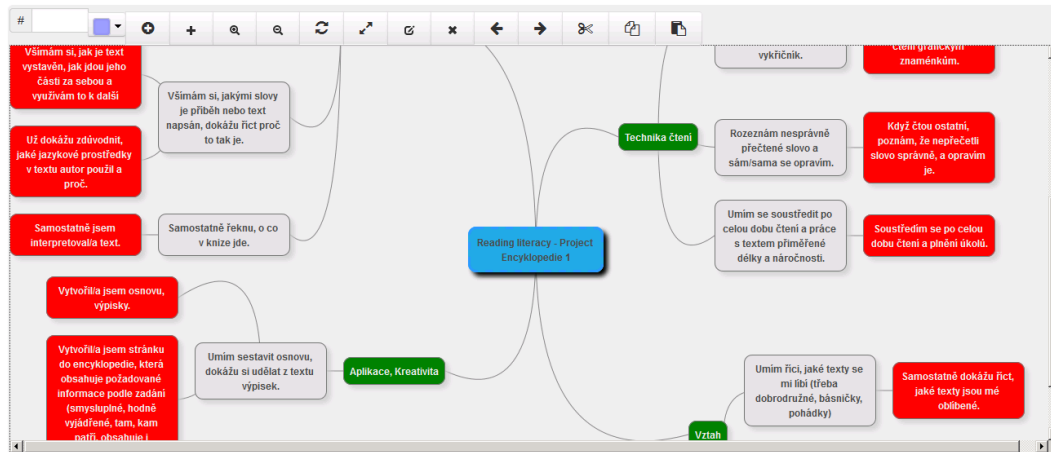 #
Všímám si, jak je text
vystavěn, jak jdou jeho
části za sebou a
využívám to k další
Všímám si, jakými slovy
je příběh nebo text
napsán, dokážu říct proč
to tak je.
Už dokážu zdůvodnit,
jaké jazykové prostředky
v textu autor použil a
proč.
Samostatně jsem
interpretoval/a text.
Samostatně řeknu, o co
v knize jde.
Vytvořil/a jsem osnovu,
výpisky.
Vytvořil/a jsem stránku
do encyklopedie, která
obsahuje požadované
informace podle zadání
(smysluplné, hodně
vyjádřené, tam, kam
patří, obsahuje i
Umím sestavit osnovu,
dokážu si udělat z textu
výpisek.
Aplikace, Kreativita
Reading literacy - Project
Encyklopedie 1
Technika čtení
vykřičník.
čtení grafickým
znaménkům.
Rozeznám nesprávně
přečtené slovo a
sám/sama se opravím.
Když čtou ostatní,
poznám, že nepřečetli
slovo správně, a opravím
je.
Umím se soustředit po
celou dobu čtení a práce
s textem přiměřené
délky a náročnosti.
Soustředím se po celou
dobu čtení a plnění úkolů.
Umím říci, jaké texty se
mi líbí (třeba
dobrodružné, básničky,
pohádky)
Samostatně dokážu říct,
jaké texty jsou mé
oblíbené.
Vztah